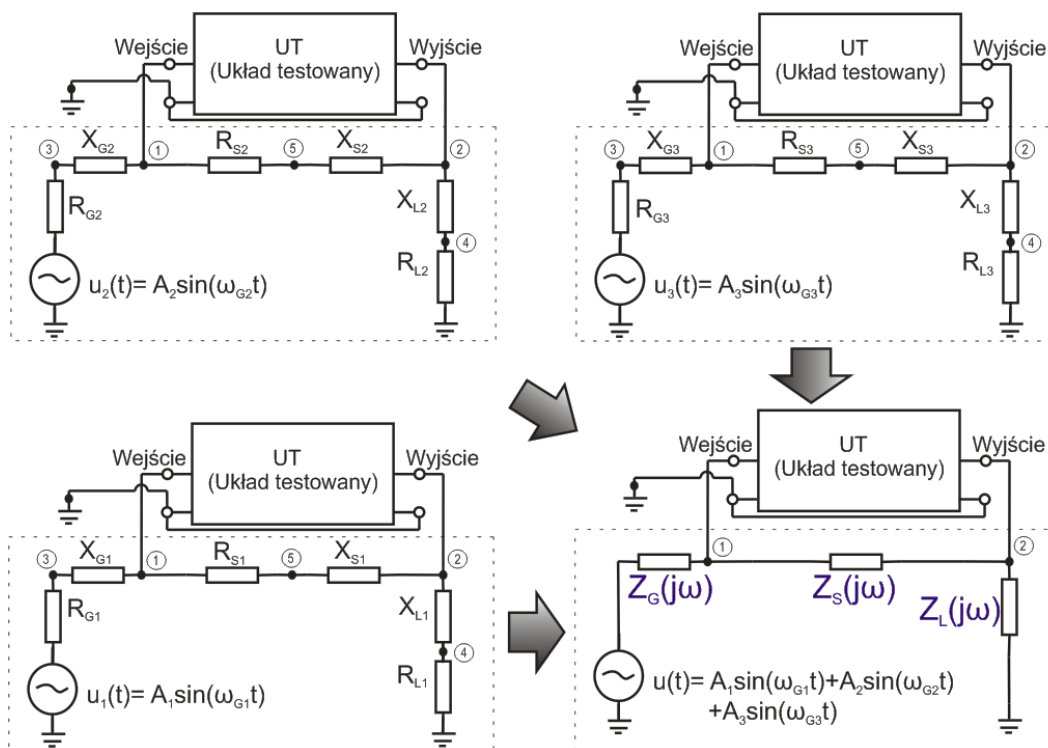 Wejście
UT
(Układ testowany)
Wyjście
X_G2
R_S2
X_S2
3
1
5
2
R_G2
X_L2
4
R_L2
u₂(t)= A₂sin(ω_G2t)
Wejście
UT
(Układ testowany)
Wyjście
X_G3
R_S3
X_S3
3
1
5
2
R_G3
X_L3
4
R_L3
u₃(t)= A₃sin(ω_G3t)
Wejście
UT
(Układ testowany)
Wyjście
X_G1
R_S1
X_S1
3
1
5
2
R_G1
X_L1
4
R_L1
u₁(t)= A₁sin(ω_G1t)
Wejście
UT
(Układ testowany)
Wyjście
1
2
Z_G(jω)
Z_S(jω)
Z_L(jω)
u(t)= A₁sin(ω_G1t)+A₂sin(ω_G2t)
+A₃sin(ω_G3t)